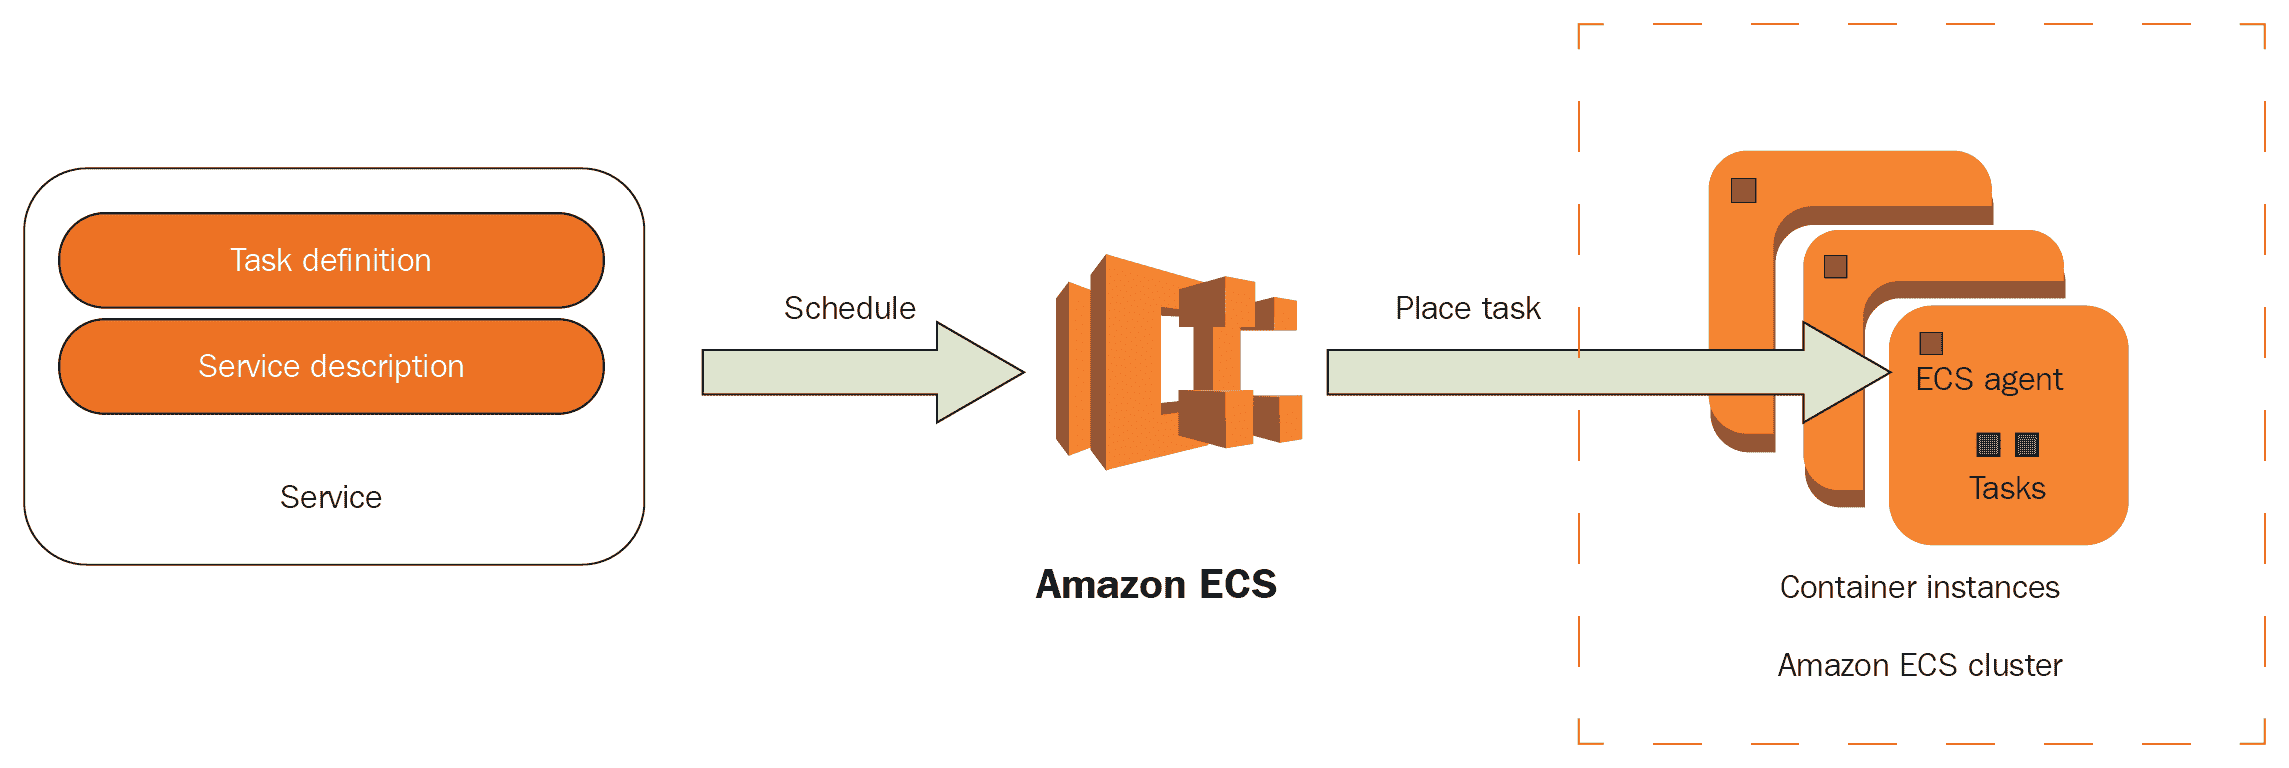 Task definition
Service description
Service
Schedule
Amazon ECS
Place task
ECS agent
Tasks
Container instances
Amazon ECS cluster